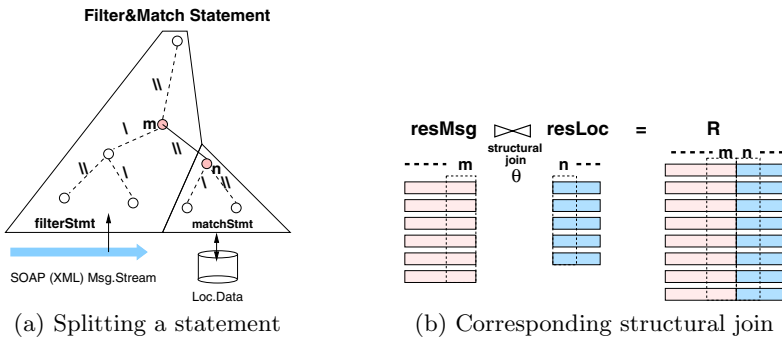 Filter&Match Statement
\\
m
\
\\
\\
\
n
\
\\
filterStmt
matchStmt
SOAP (XML) Msg.Stream
Loc.Data
(a) Splitting a statement
resMsg resLoc = R
structural
join
θ
m
n
m n
(b) Corresponding structural join